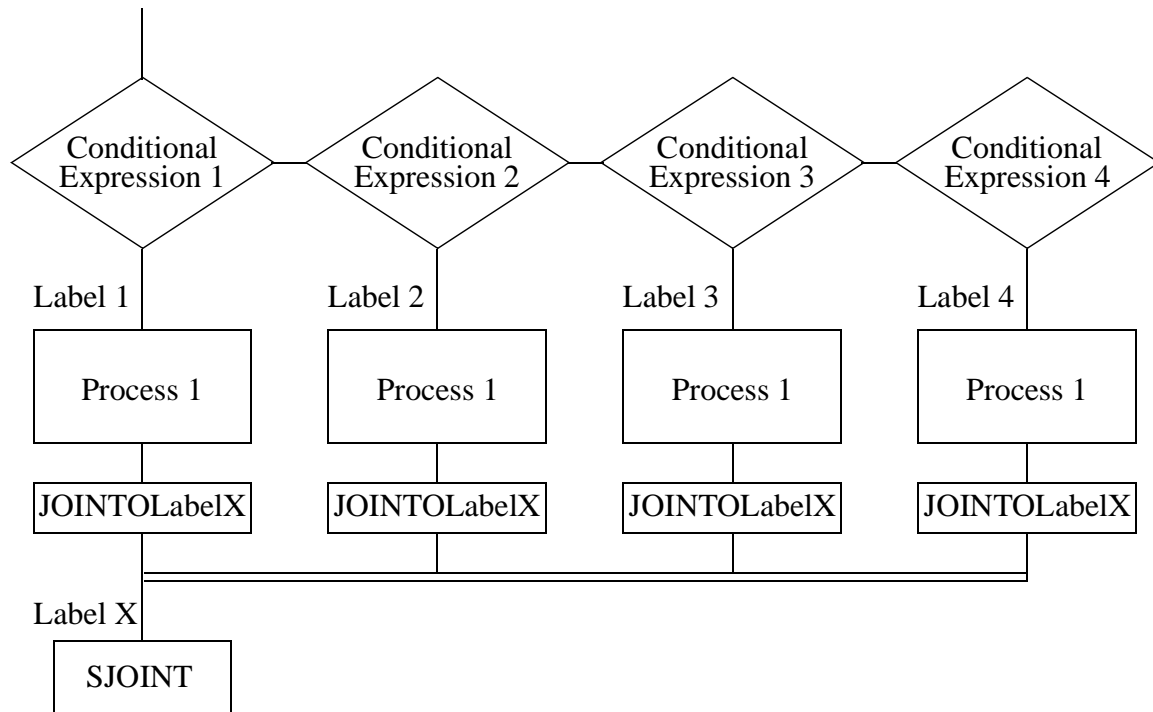 Conditional
Expression 1
Conditional
Expression 2
Conditional
Expression 3
Conditional
Expression 4
Label 1
Label 2
Label 3
Label 4
Process 1
Process 1
Process 1
Process 1
JOINTOLabelX
JOINTOLabelX
JOINTOLabelX
JOINTOLabelX
Label X
SJOINT